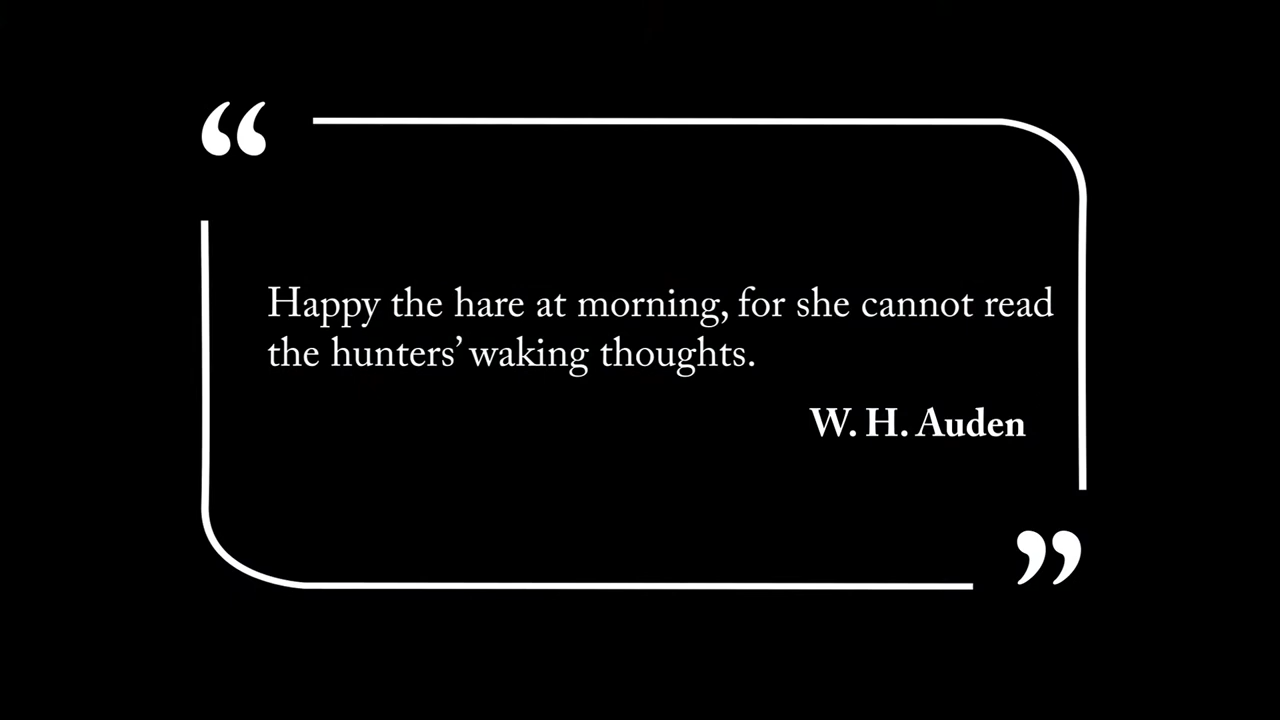 “
Happy the hare at morning, for she cannot read
the hunters’ waking thoughts.
W. H. Auden
”